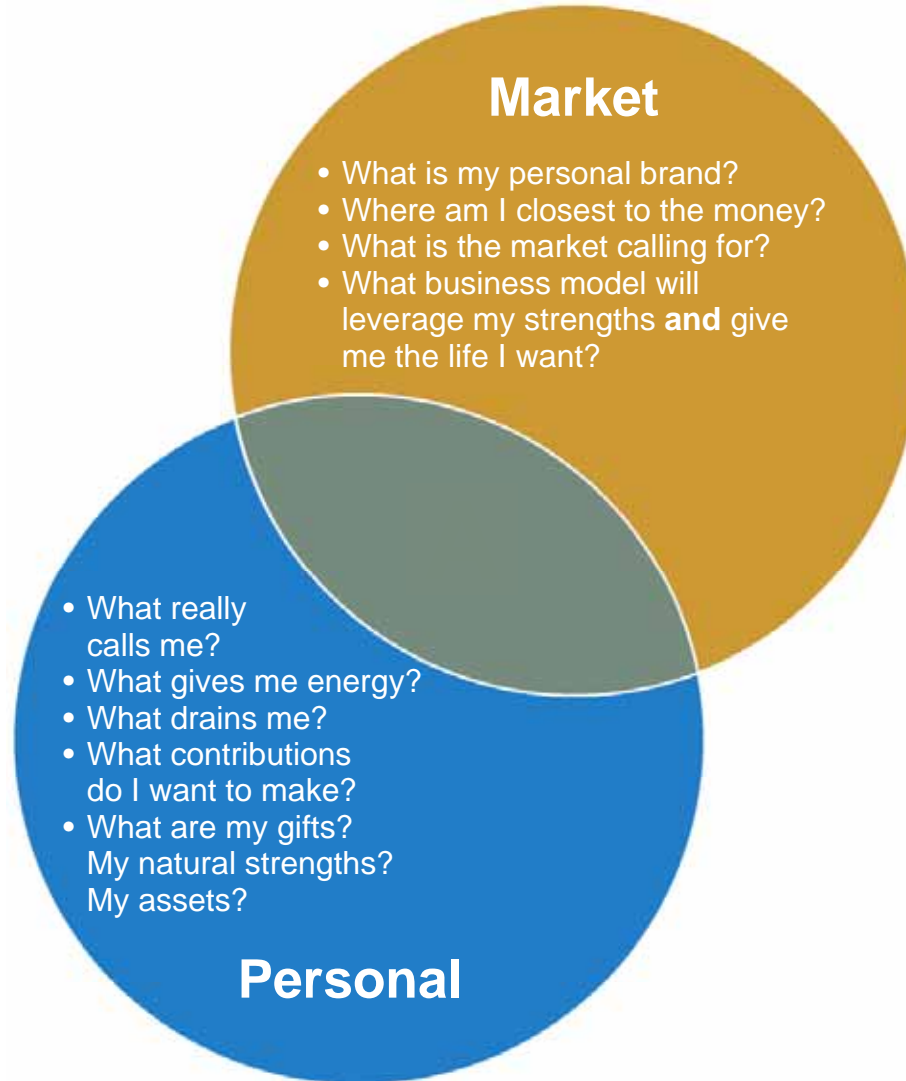 Market
• What is my personal brand?
• Where am I closest to the money?
• What is the market calling for?
• What business model will
leverage my strengths and give
me the life I want?
• What really
calls me?
• What gives me energy?
• What drains me?
• What contributions
do I want to make?
• What are my gifts?
My natural strengths?
My assets?
Personal